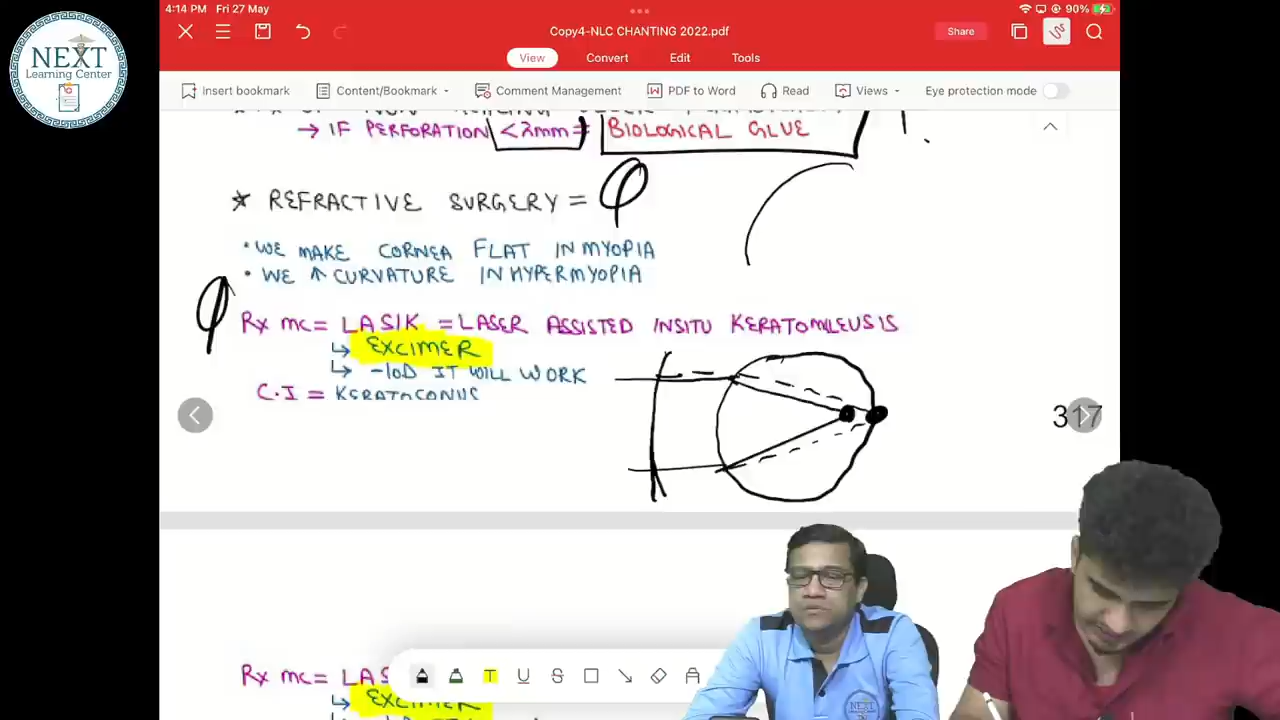 4:14 PM Fri 27 May
90%
NEXT
Learning Center
Copy4-NLC CHANTING 2022.pdf
Share
View Convert Edit Tools
Insert bookmark Content/Bookmark Comment Management PDF to Word Read Views Eye protection mode
→ IF PERFORATION <2mm = BIOLOGICAL GLUE
* REFRACTIVE SURGERY = φ
• WE MAKE CORNEA FLAT IN MYOPIA
• WE ↑ CURVATURE IN HYPERMYOPIA
φ Rx mc = LASIK = LASER ASSISTED INSITU KERATOMILEUSIS
↳ EXCIMER
↳ -10D IT WILL WORK
C.I = KERATOCONUS
317
Rx mc = LAS
↳ EXCIMER
T U S A
NEXT